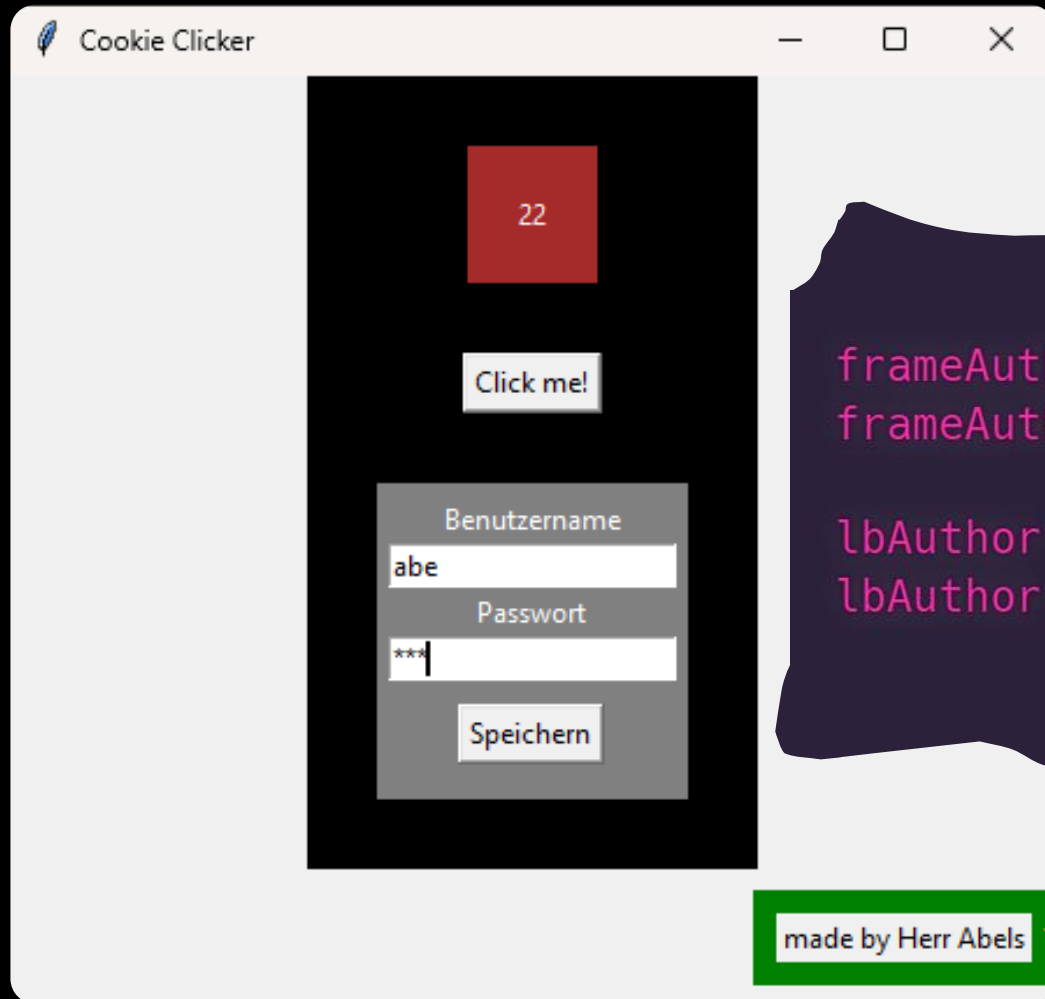 Cookie Clicker
22
Click me!
Benutzername
abe
Passwort
***
Speichern
frameAut
frameAut
lbAuthor
lbAuthor
made by Herr Abels